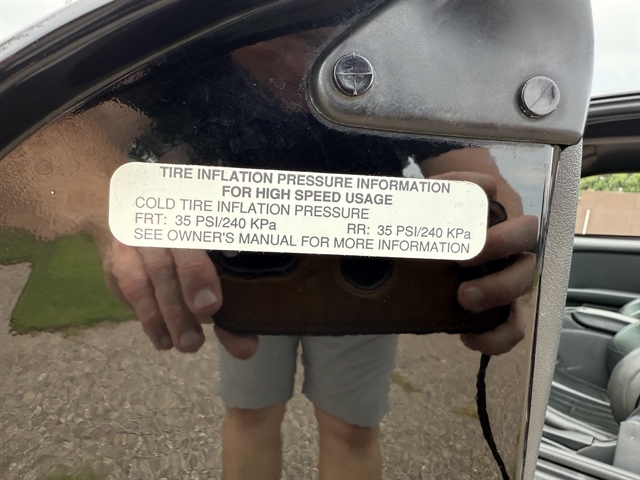 TIRE INFLATION PRESSURE INFORMATION
FOR HIGH SPEED USAGE
COLD TIRE INFLATION PRESSURE
FRT: 35 PSI/240 KPa RR: 35 PSI/240 KPa
SEE OWNER'S MANUAL FOR MORE INFORMATION